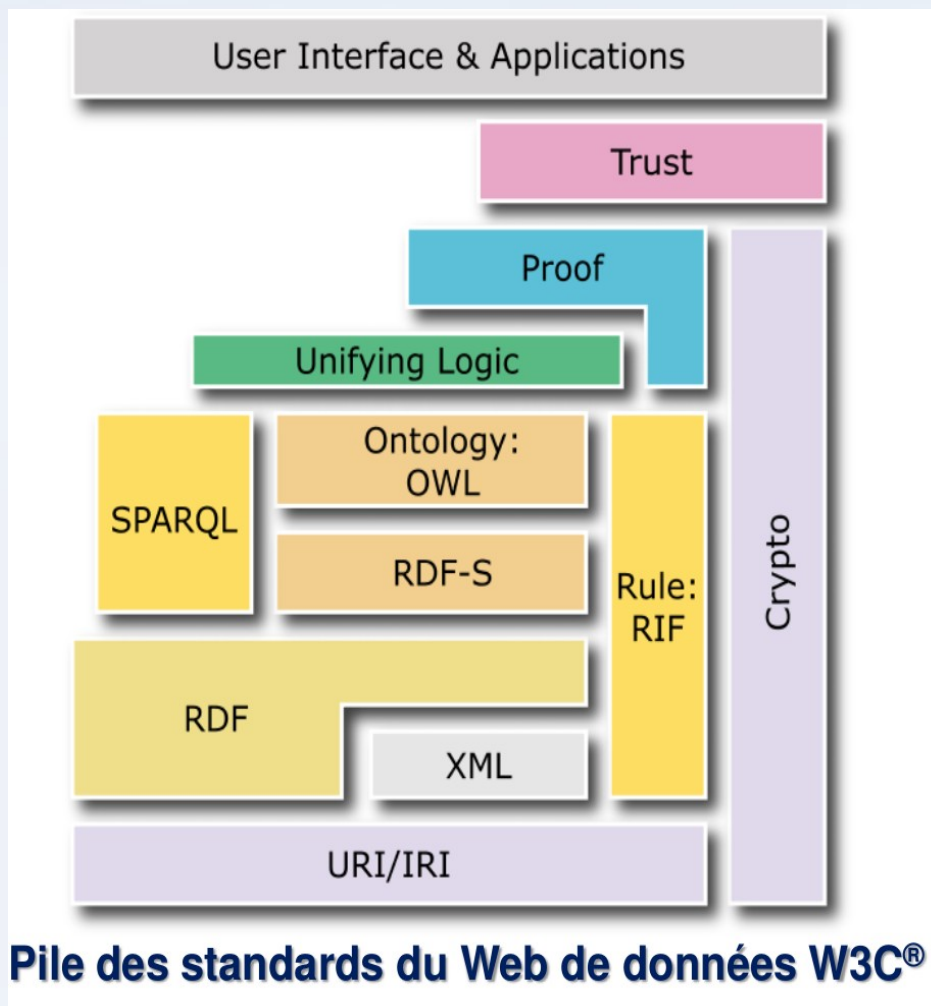 User Interface & Applications
Trust
Proof
Unifying Logic
Ontology:
OWL
SPARQL
RDF-S
Rule:
RIF
Crypto
RDF
XML
URI/IRI
Pile des standards du Web de données W3C®